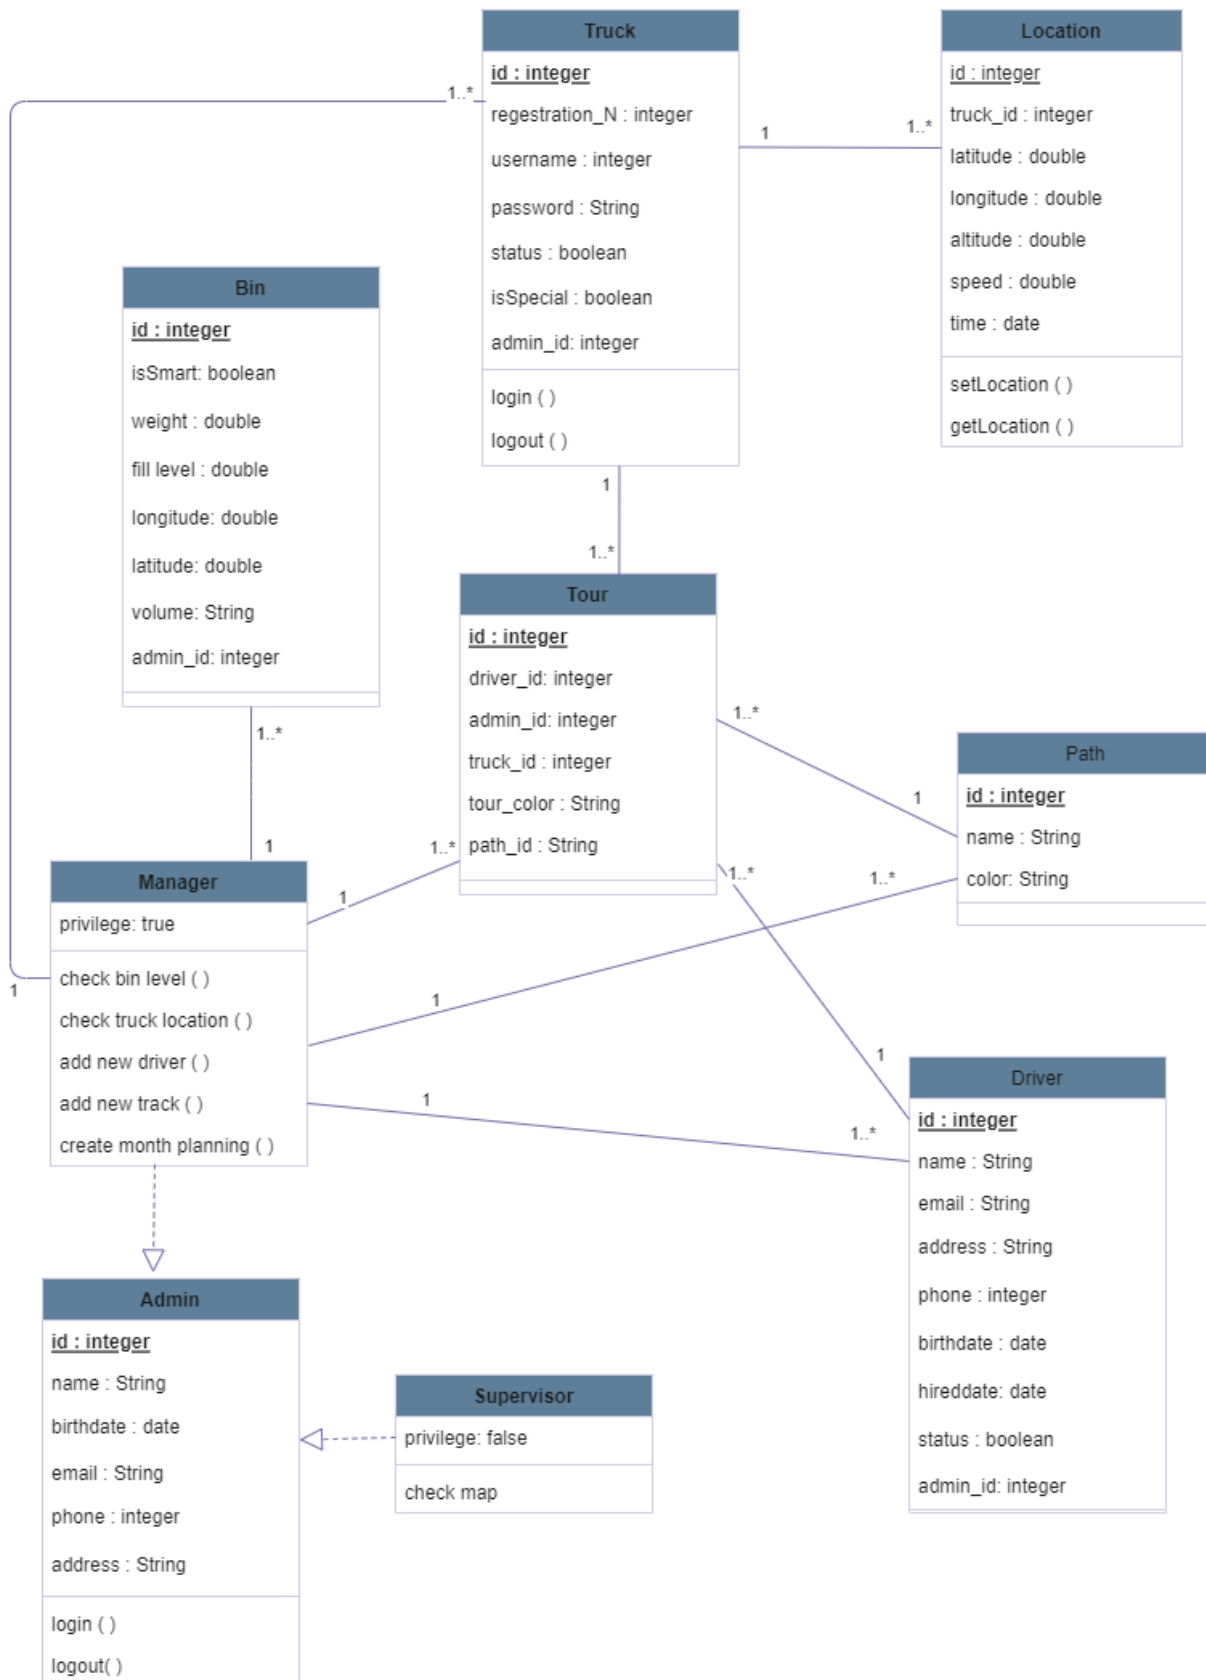 Truck
id : integer
regestration_N : integer
username : integer
password : String
status : boolean
isSpecial : boolean
admin_id: integer
login ( )
logout ( )
Location
id : integer
truck_id : integer
latitude : double
longitude : double
altitude : double
speed : double
time : date
setLocation ( )
getLocation ( )
1..*
1
1..*
Bin
id : integer
isSmart: boolean
weight : double
fill level : double
longitude: double
latitude: double
volume: String
admin_id: integer
1
1..*
Tour
id : integer
driver_id: integer
admin_id: integer
truck_id : integer
tour_color : String
path_id : String
1..*
1
1..*
1
Path
id : integer
name : String
color: String
1..*
1
1..*
1..*
Manager
privilege: true
check bin level ( )
check truck location ( )
add new driver ( )
add new track ( )
create month planning ( )
1
1
1
1
1..*
Driver
id : integer
name : String
email : String
address : String
phone : integer
birthdate : date
hireddate: date
status : boolean
admin_id: integer
Admin
id : integer
name : String
birthdate : date
email : String
phone : integer
address : String
login ( )
logout( )
Supervisor
privilege: false
check map